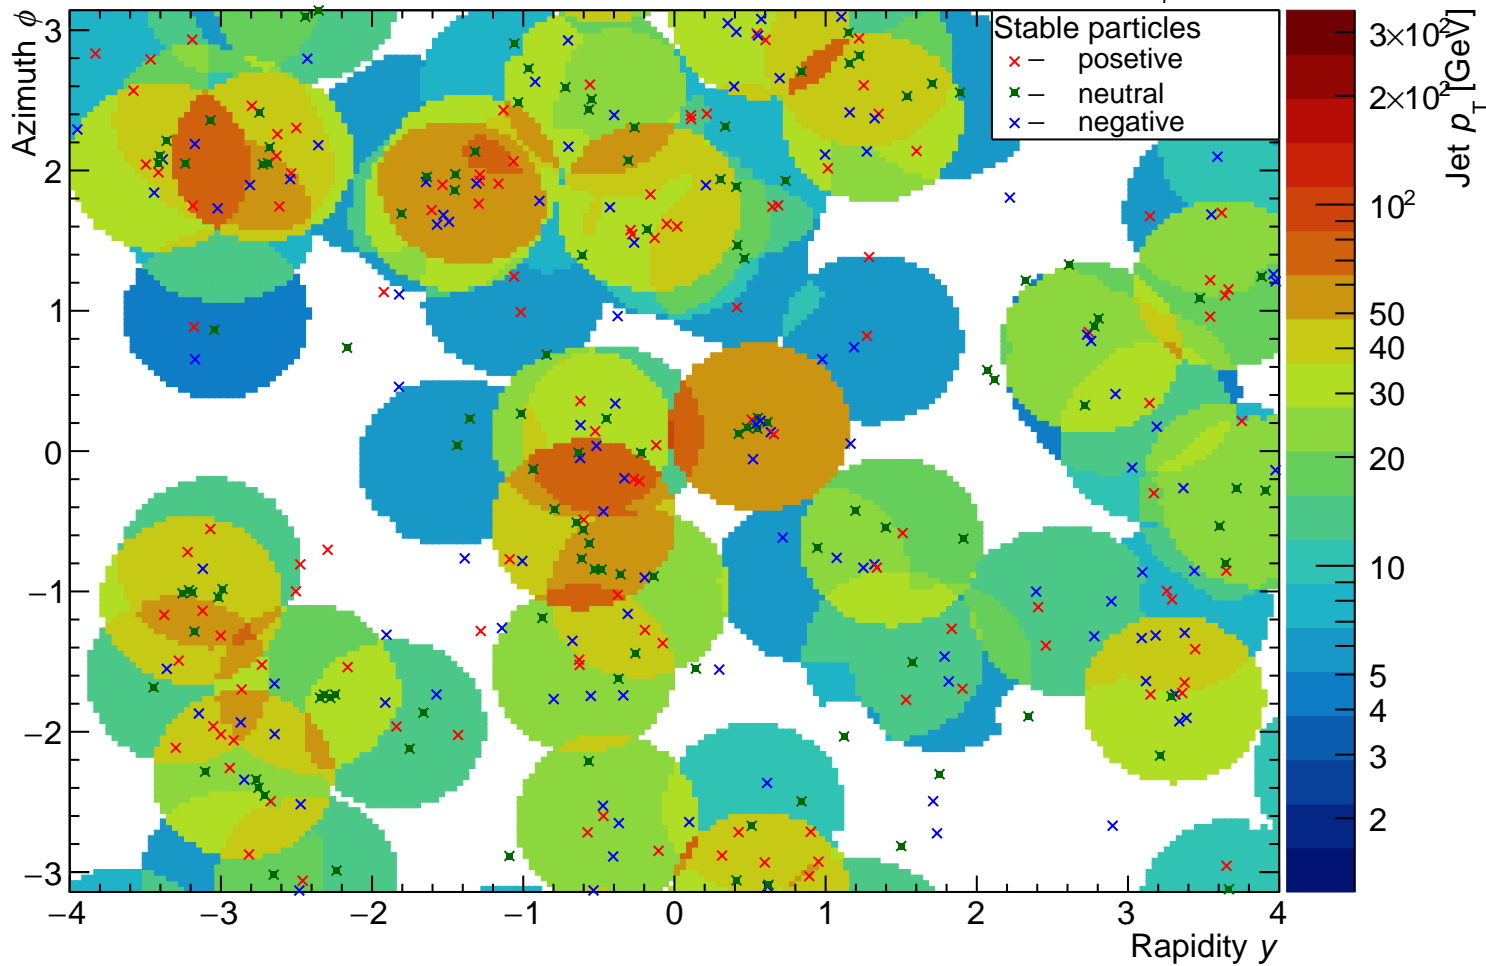 Stable particles
× – posetive
× – neutral
× – negative
Azimuth ϕ
3
2
1
0
−1
−2
−3
−4 −3 −2 −1 0 1 2 3 4
Rapidity y
Jet pT [GeV]
3×10²
2×10²
10²
50
40
30
20
10
5
4
3
2